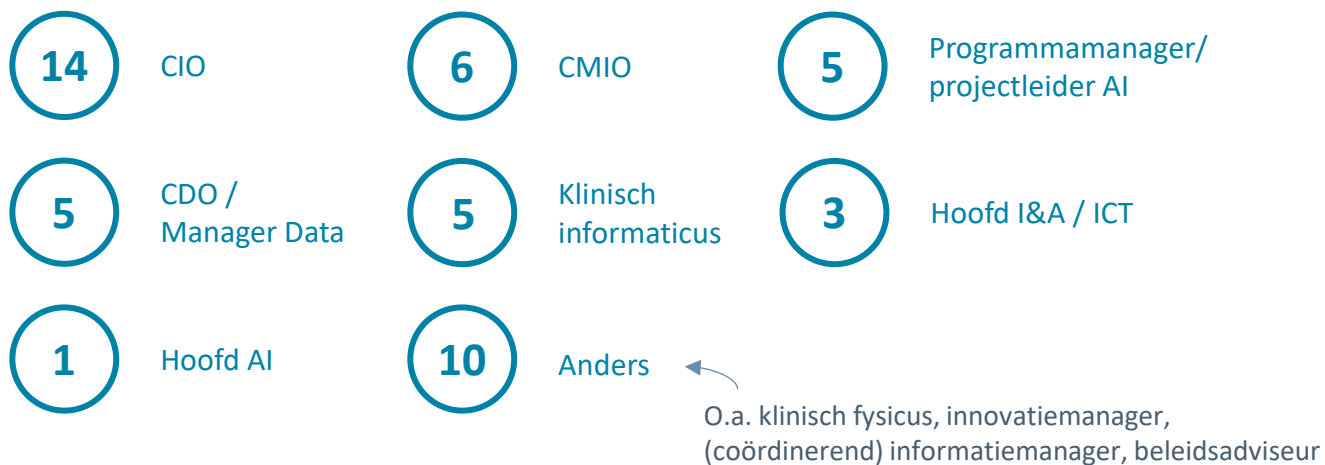 14
CIO
6
CMIO
5
Programmamanager/
projectleider AI
5
CDO /
Manager Data
5
Klinisch
informaticus
3
Hoofd I&A / ICT
1
Hoofd AI
10
Anders
O.a. klinisch fysicus, innovatiemanager,
(coördinerend) informatiemanager, beleidsadviseur